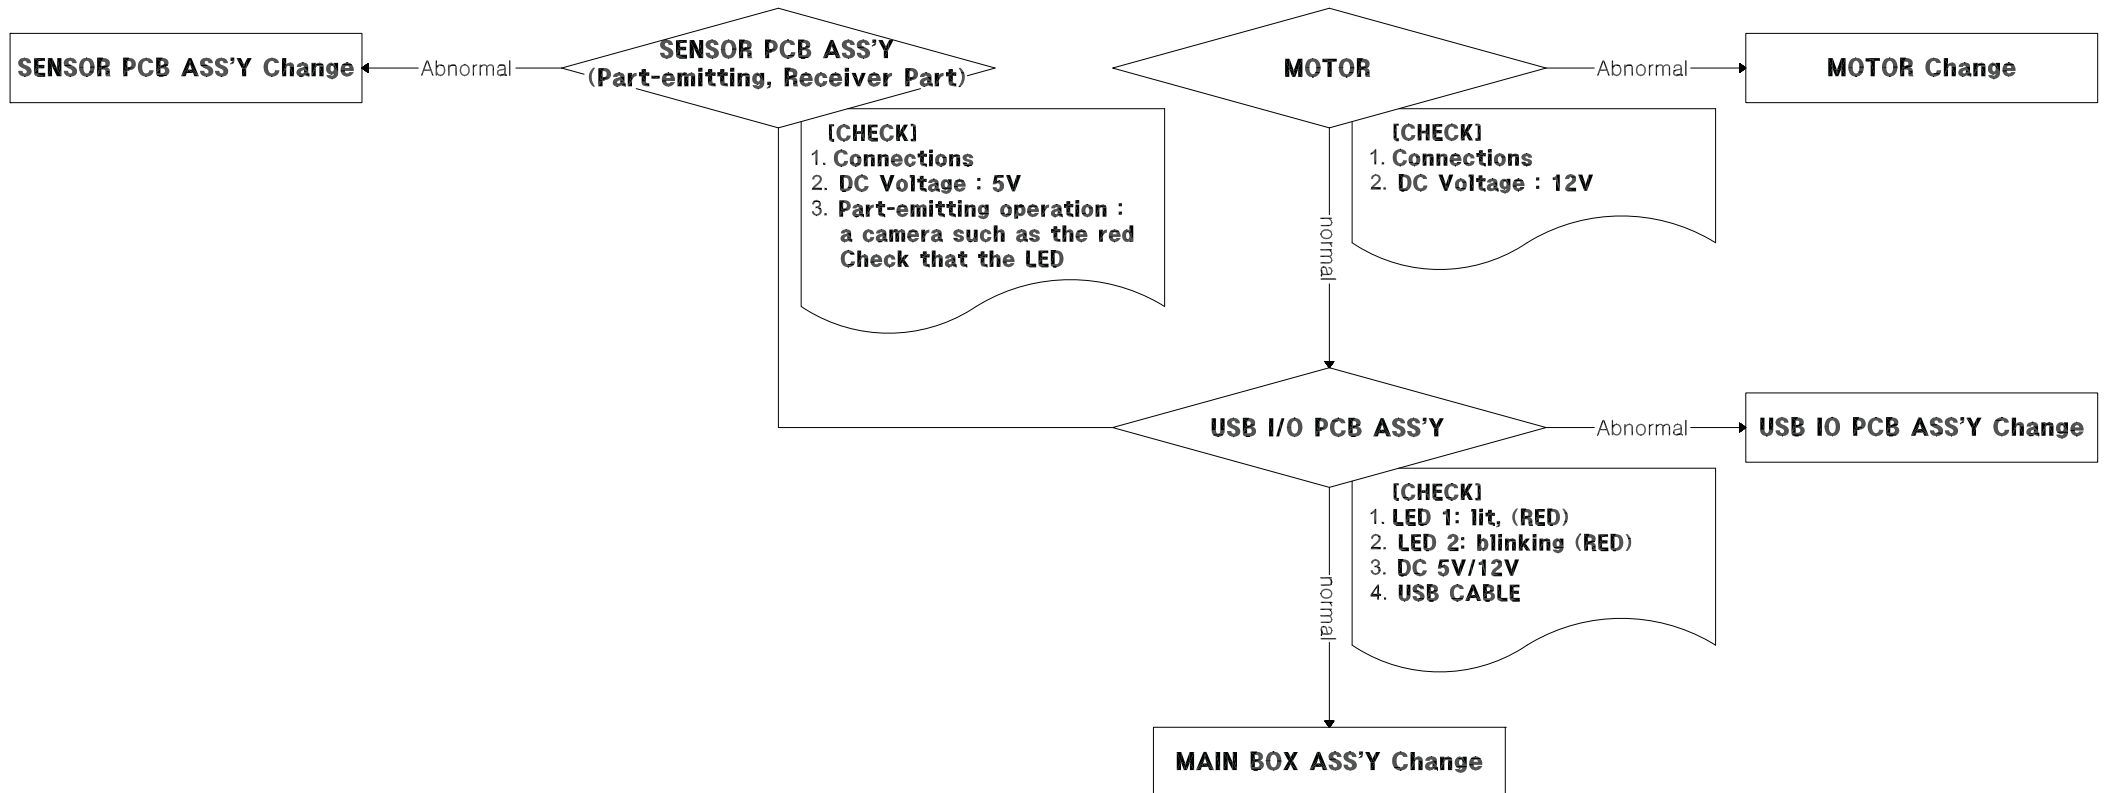 SENSOR PCB ASS'Y Change
Abnormal
SENSOR PCB ASS'Y
(Part-emitting, Receiver Part)
[CHECK]
1. Connections
2. DC Voltage : 5V
3. Part-emitting operation :
a camera such as the red
Check that the LED
MOTOR
Abnormal
MOTOR Change
[CHECK]
1. Connections
2. DC Voltage : 12V
normal
USB I/O PCB ASS'Y
Abnormal
USB IO PCB ASS'Y Change
[CHECK]
1. LED 1: lit, (RED)
2. LED 2: blinking (RED)
3. DC 5V/12V
4. USB CABLE
normal
MAIN BOX ASS'Y Change